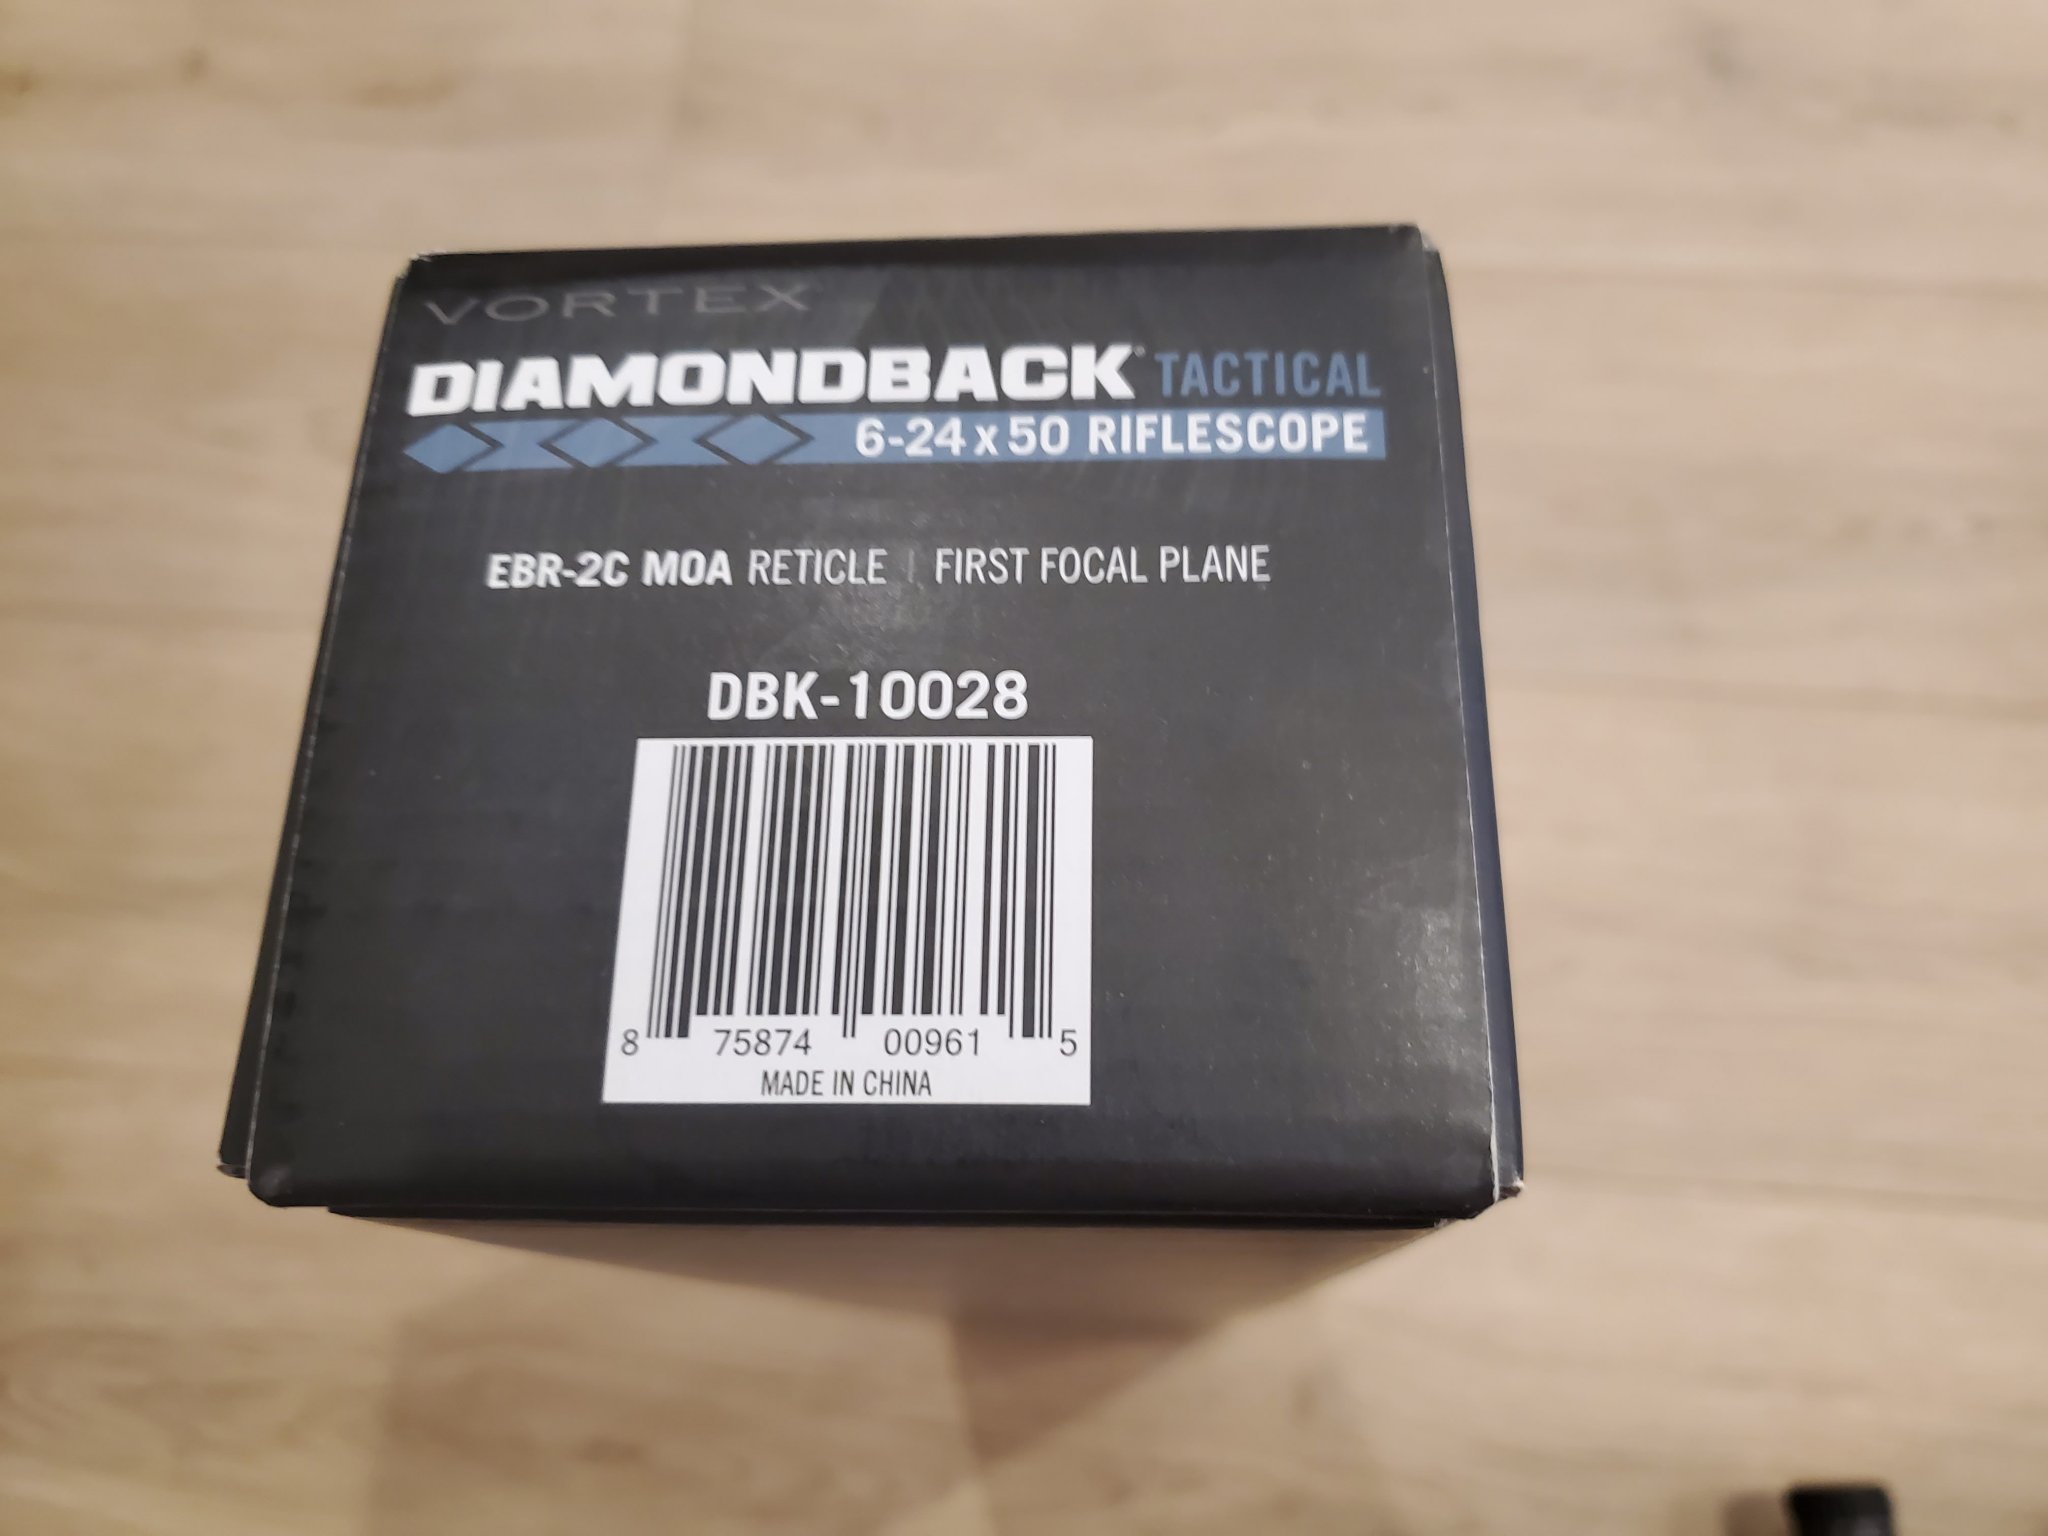 VORTEX
DIAMONDBACK® TACTICAL
6-24x50 RIFLESCOPE
EBR-2C MOA RETICLE | FIRST FOCAL PLANE
DBK-10028
8 75874 00961 5
MADE IN CHINA